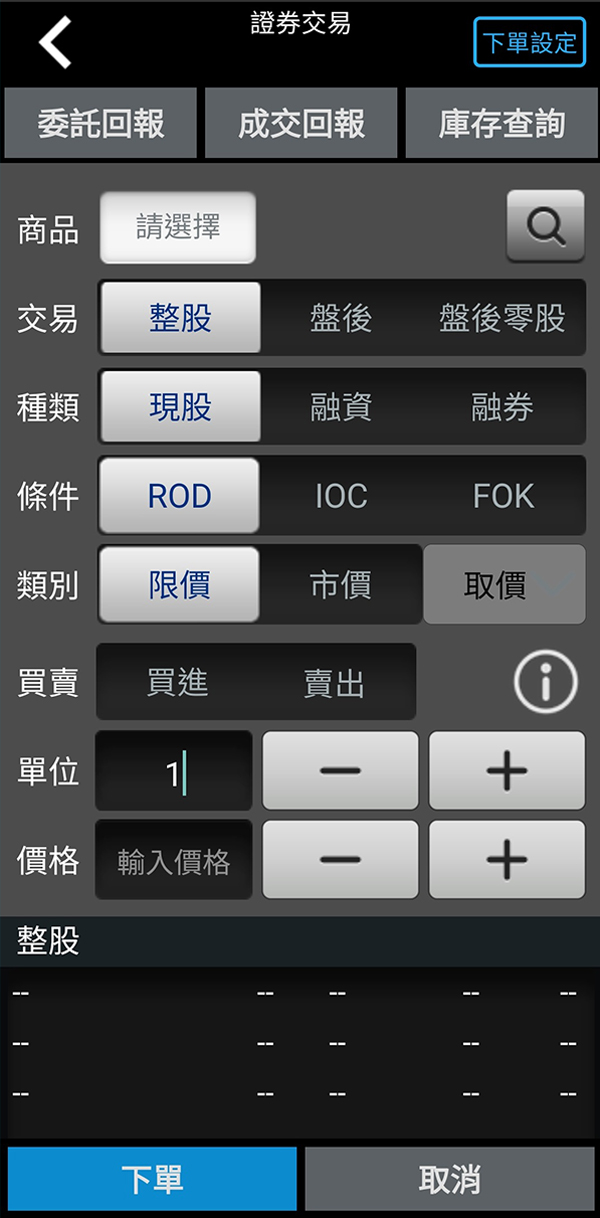 證券交易
下單設定
委託回報 成交回報 庫存查詢
商品 請選擇
交易 整股 盤後 盤後零股
種類 現股 融資 融券
條件 ROD IOC FOK
類別 限價 市價 取價
買賣 買進 賣出
單位 1 − +
價格 輸入價格 − +
整股
-- -- -- -- --
-- -- -- -- --
-- -- -- -- --
下單 取消